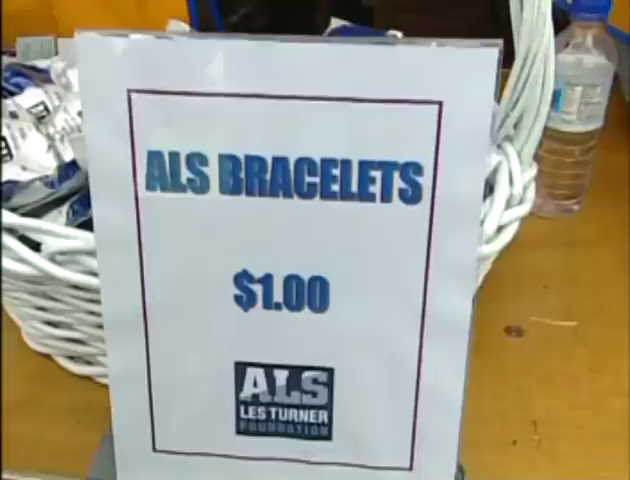 ALS BRACELETS
$1.00
ALS
LES TURNER
FOUNDATION